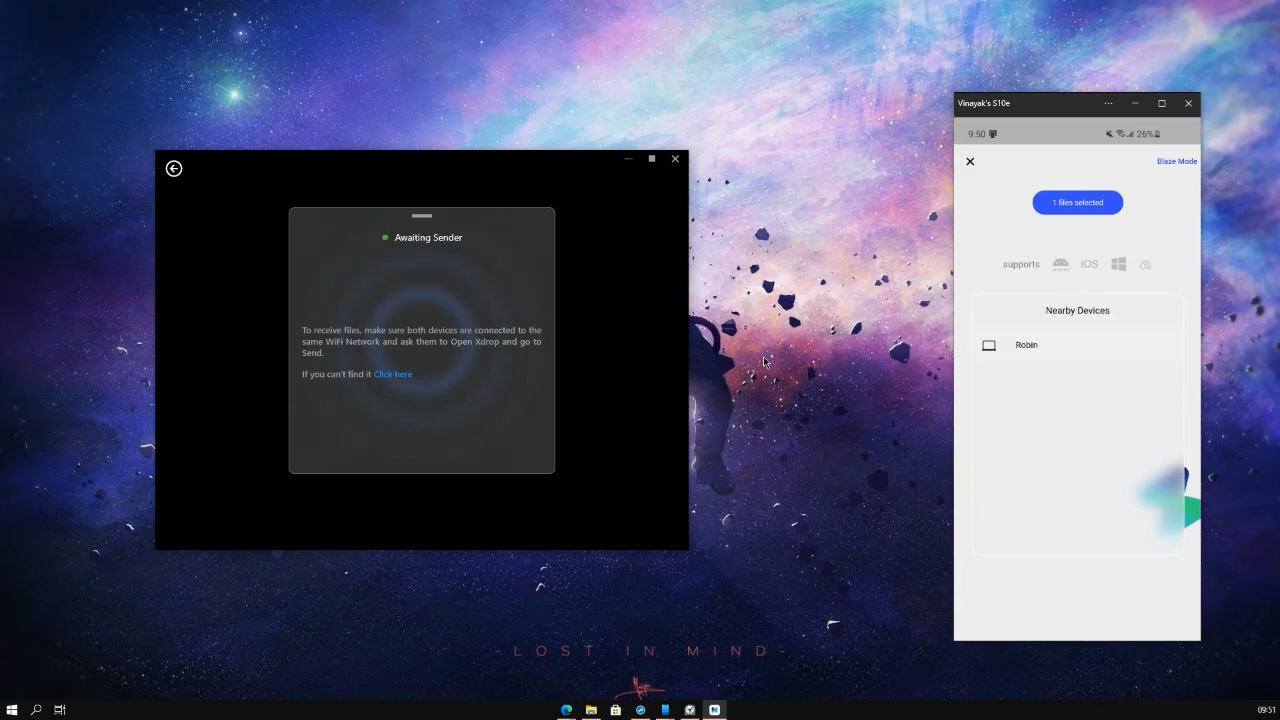 Awaiting Sender
To receive files, make sure both devices are connected to the
same WiFi Network and ask them to Open Xdrop and go to
Send.
If you can't find it Click here
Vinayak's S10e
9:50
26%
Blaze Mode
1 files selected
supports
iOS
Nearby Devices
Robin
- LOST IN MIND -
09:51